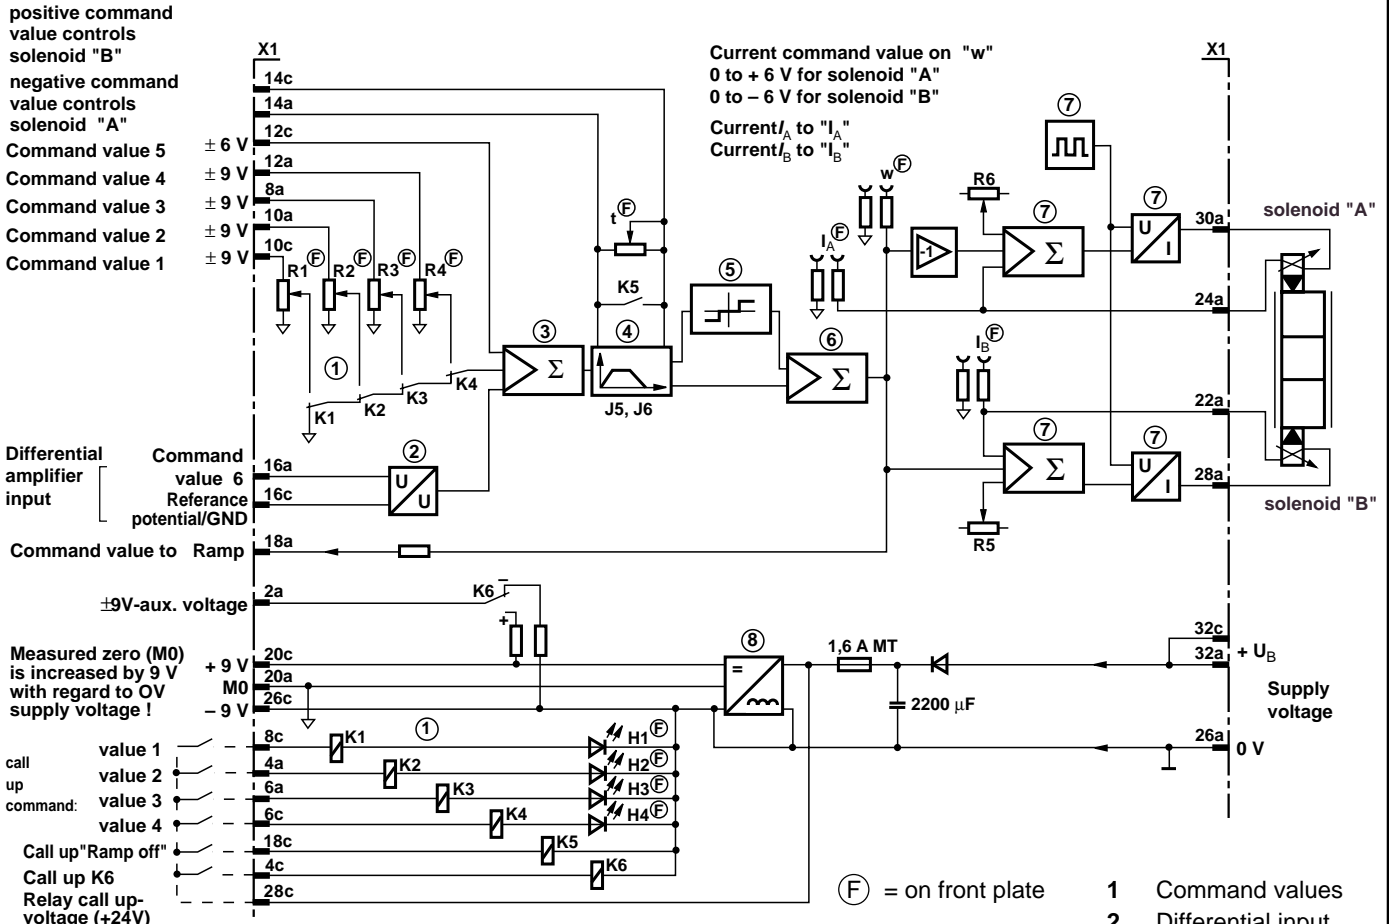 positive command
value controls
solenoid "B"
negative command
value controls
solenoid "A"
X1
14c
14a
Command value 5 ± 6 V 12c
Command value 4 ± 9 V 12a
Command value 3 ± 9 V 8a
Command value 2 ± 9 V 10a
Command value 1 ± 9 V 10c
R1 F R2 F R3 F R4 F
1
K1
K2
K3
K4
3
Σ
t F
K5
4
J5, J6
5
6
Σ
Current command value on "w"
0 to + 6 V for solenoid "A"
0 to – 6 V for solenoid "B"
Current I A to "I A"
Current I B to "I B"
w F
I A F
I B F
-1
R6
7
Σ
7
7
U
I
7
Σ
R5
7
U
I
X1
30a
24a
22a
28a
solenoid "A"
solenoid "B"
Differential
amplifier
input
Command
value 6 16a
Referance 16c
potential/GND
2
U
U
Command value to Ramp 18a
±9V-aux. voltage 2a
K6
–
+
Measured zero (M0)
is increased by 9 V
with regard to OV
supply voltage !
+ 9 V 20c
M0 20a
– 9 V 26c
8
=
1,6 A MT
2200 µF
32c
32a + U B
Supply
voltage
26a 0 V
call
up
command:
value 1 8c K1 1 H1 F
value 2 4a K2 H2 F
value 3 6a K3 H3 F
value 4 6c K4 H4 F
Call up"Ramp off" 18c K5
Call up K6 4c K6
Relay call up- 28c
voltage (+24V)
F = on front plate
1 Command values
2 Differential input